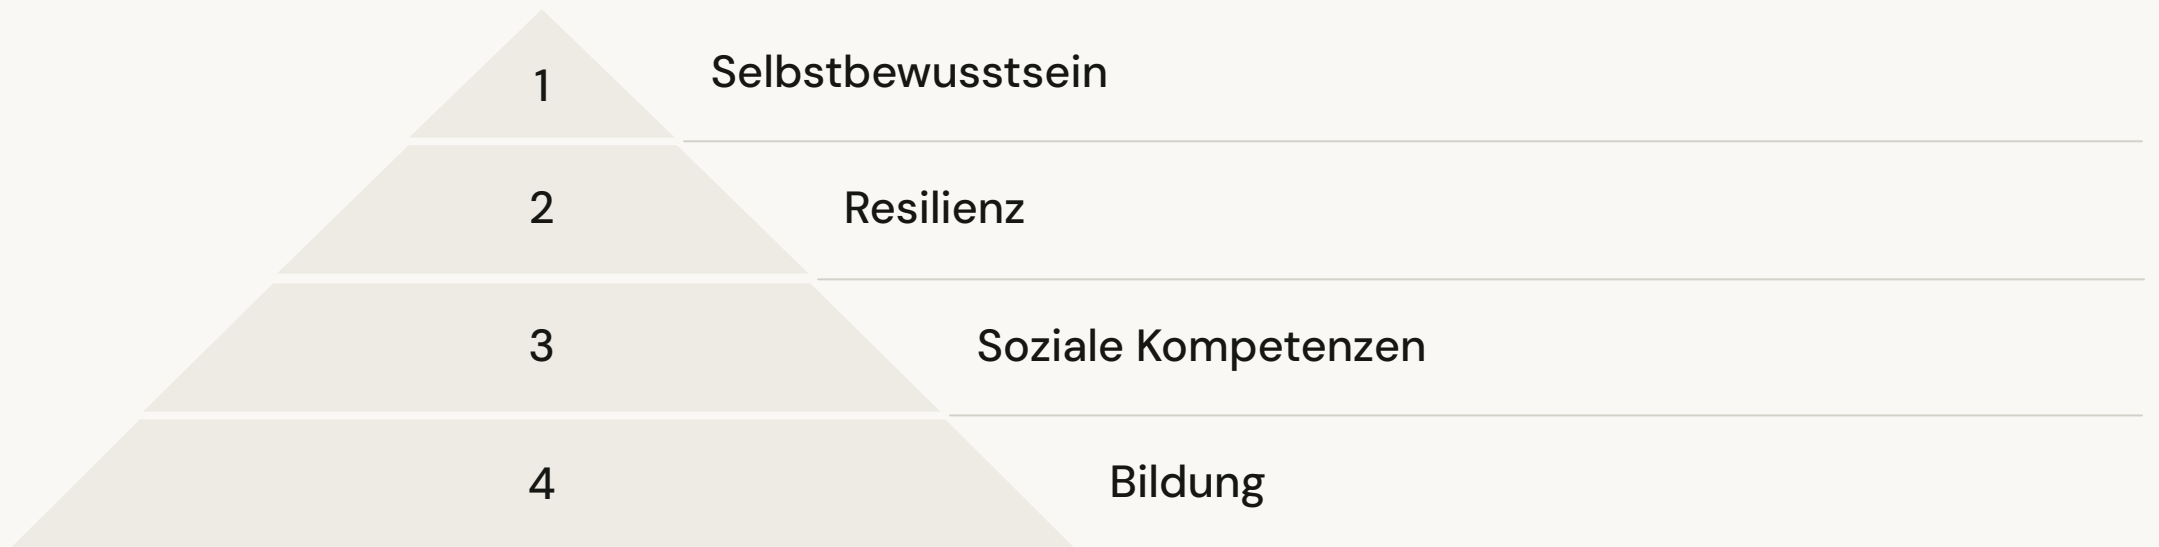 1 Selbstbewusstsein
2 Resilienz
3 Soziale Kompetenzen
4 Bildung